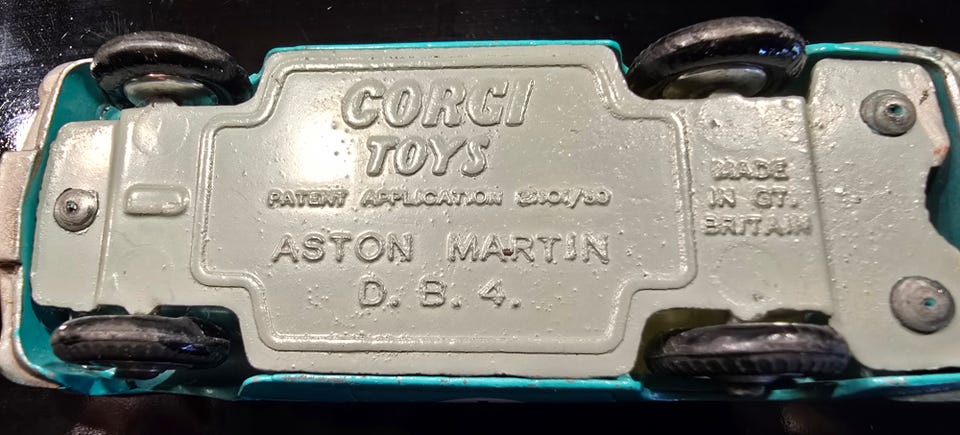 CORGI
TOYS
PATENT APPLICATION
ASTON MARTIN
D. B. 4.
MADE
IN GT.
BRITAIN